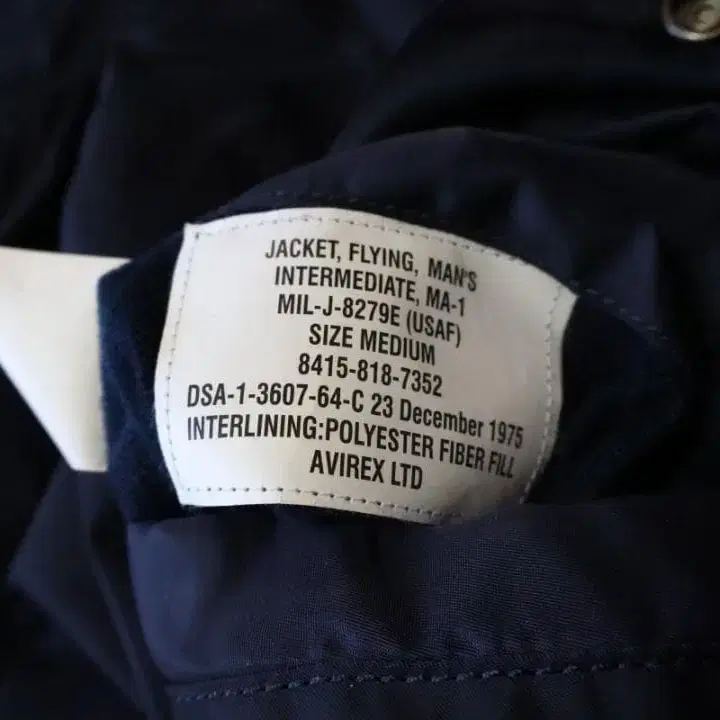 JACKET, FLYING, MAN'S
INTERMEDIATE, MA-1
MIL-J-8279E (USAF)
SIZE MEDIUM
8415-818-7352
DSA-1-3607-64-C 23 December 1975
INTERLINING:POLYESTER FIBER FILL
AVIREX LTD